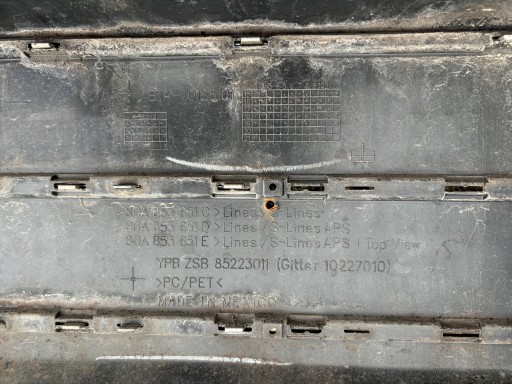 80A 853 651 C >Lines / S-Lines
80A 853 651 D >Lines / S-Lines APS
80A 853 651 E >Lines / S-Lines APS + Top-View
YPB ZSB 85223011 (Gitter 10227010)
>PC/PET<
MADE IN MEXICO